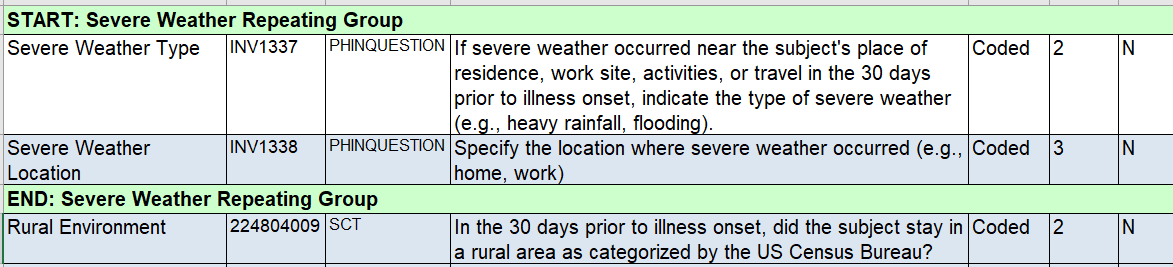 START: Severe Weather Repeating Group
Severe Weather Type INV1337 PHINQUESTION If severe weather occurred near the subject's place of Coded 2 N
residence, work site, activities, or travel in the 30 days
prior to illness onset, indicate the type of severe weather
(e.g., heavy rainfall, flooding).
Severe Weather INV1338 PHINQUESTION Specify the location where severe weather occurred (e.g., Coded 3 N
Location home, work)
END: Severe Weather Repeating Group
Rural Environment 224804009 SCT In the 30 days prior to illness onset, did the subject stay in Coded 2 N
a rural area as categorized by the US Census Bureau?